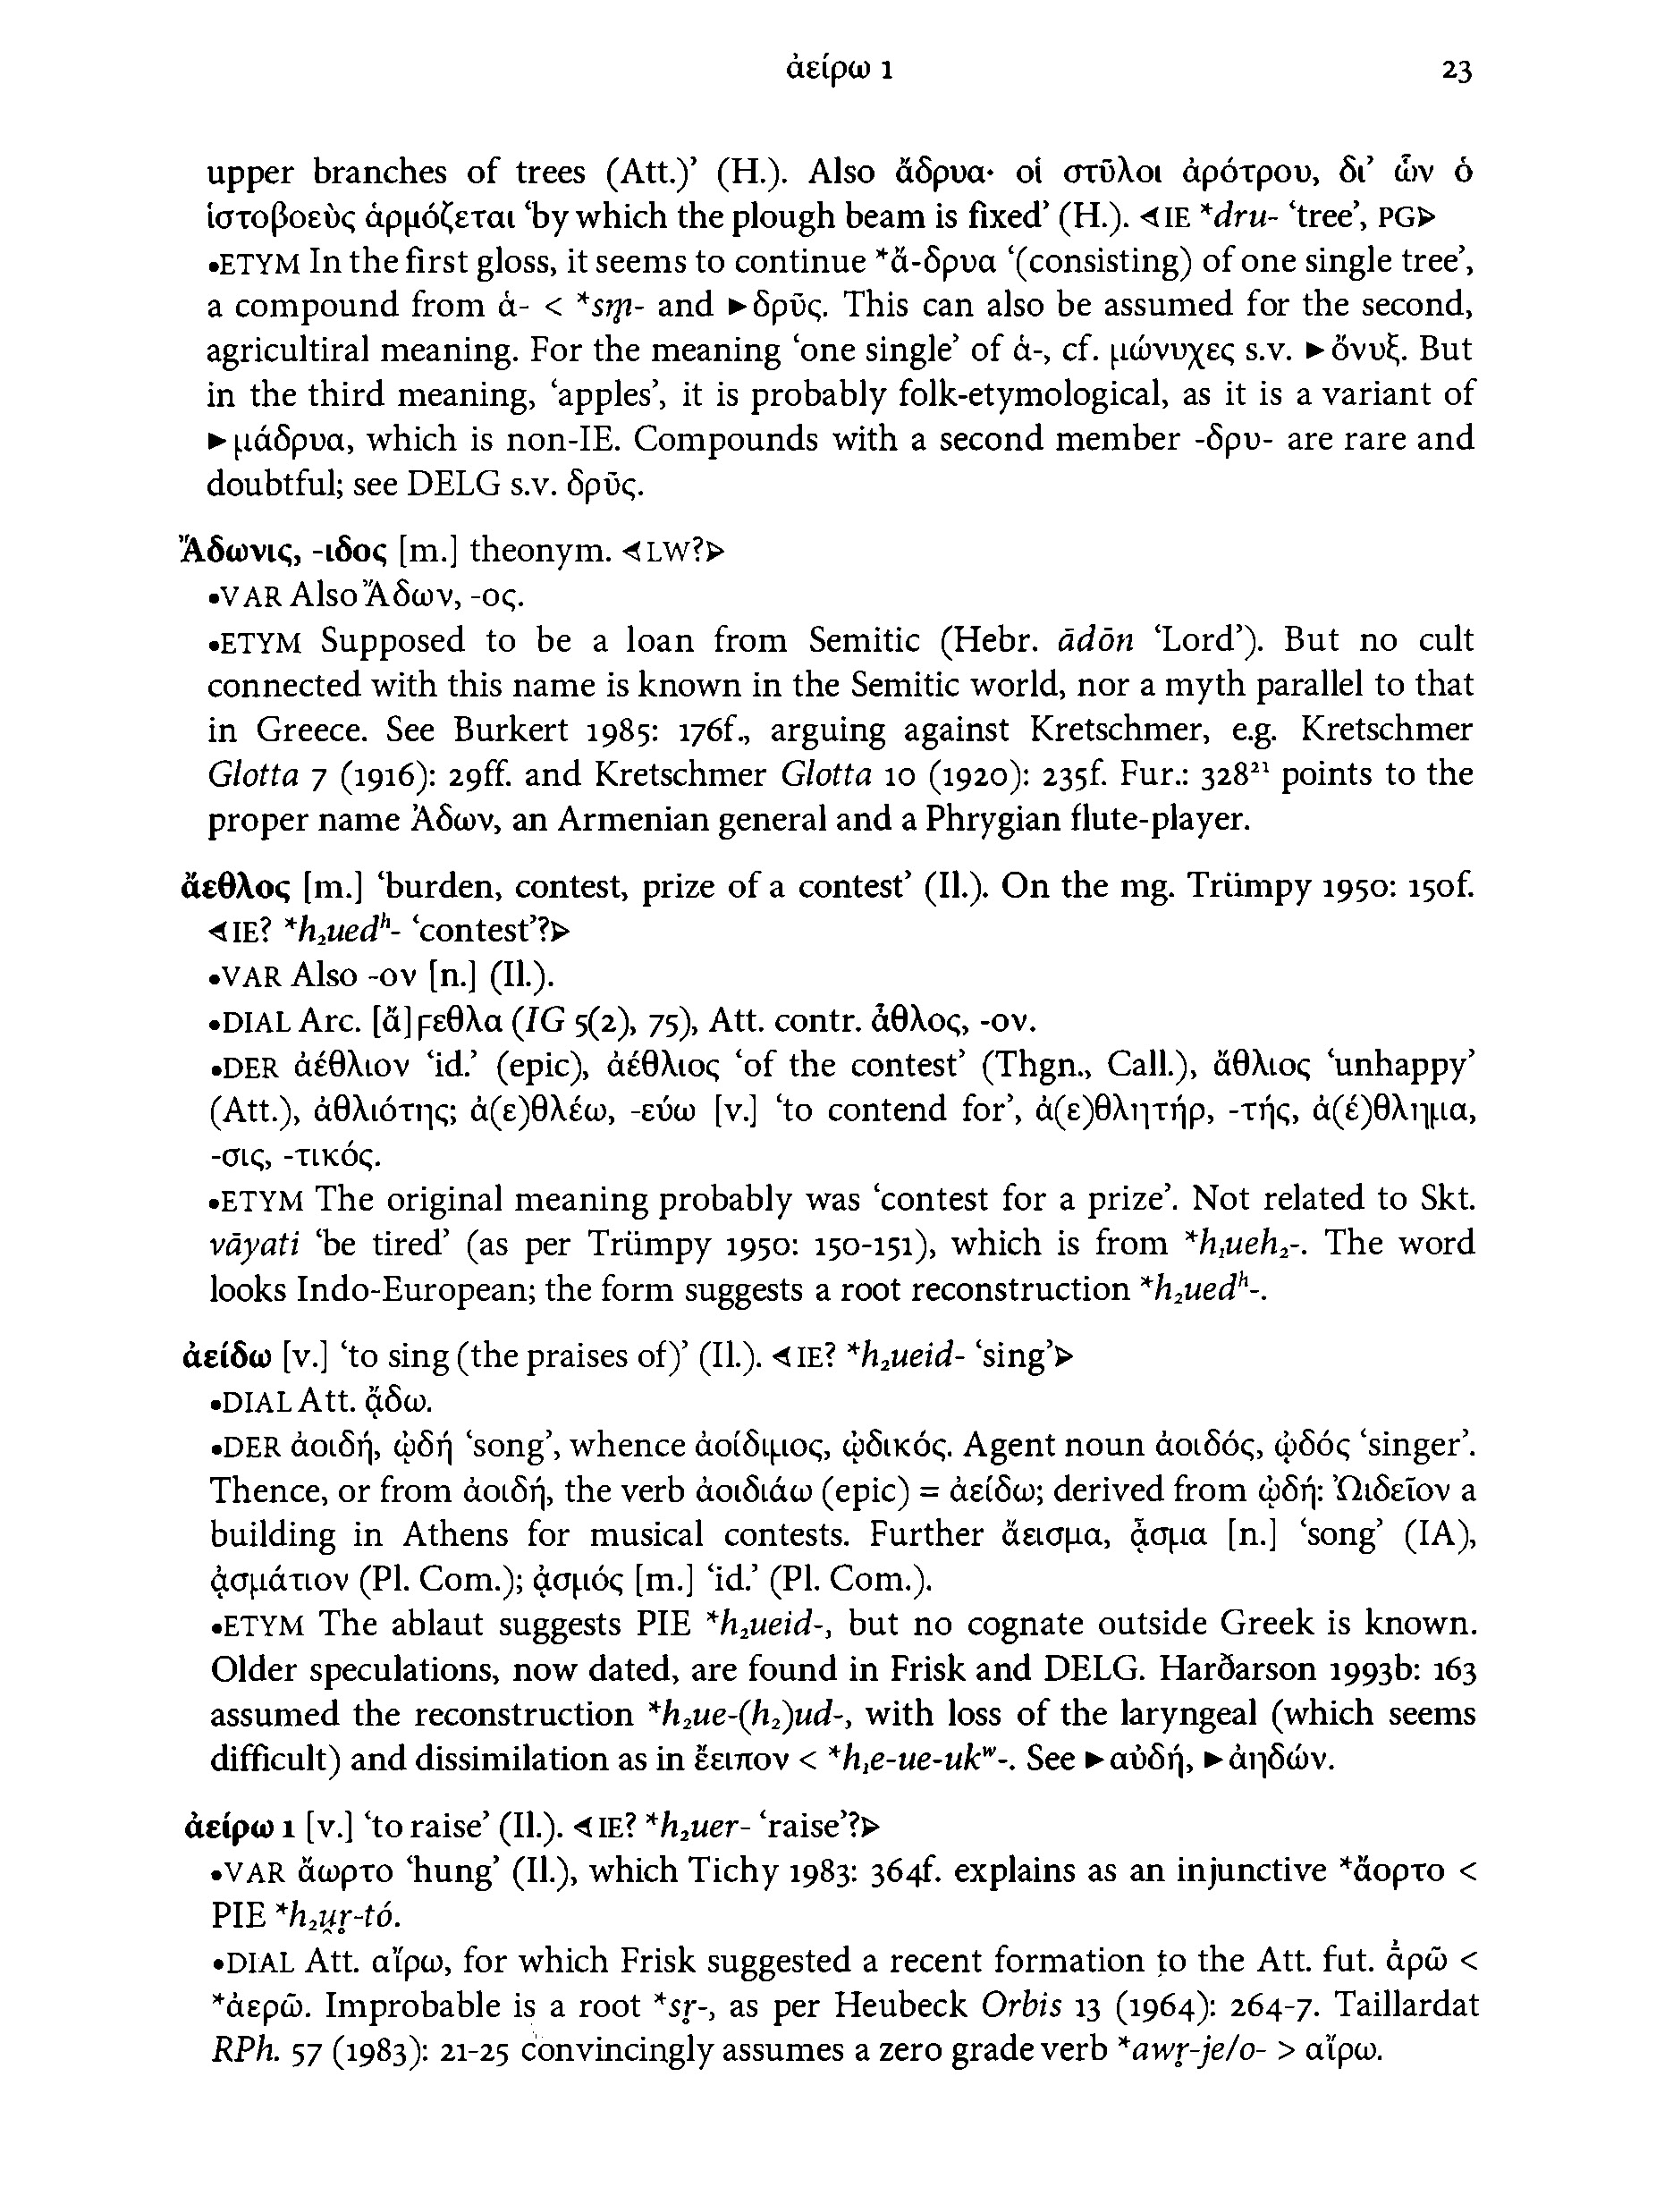 ἀείρω 1 23
upper branches of trees (Att.)’ (H.). Also ἄδρυα· οἱ στῦλοι ἀρότρου, δι’ ὧν ὁ
ἱστοβοεὺς ἁρμόζεται ‘by which the plough beam is fixed’ (H.). ⊲IE *dru- ‘tree’, PG⊳
•ETYM In the first gloss, it seems to continue *ἄ-δρυα ‘(consisting) of one single tree’,
a compound from ἀ- < *sm̥- and ►δρῦς. This can also be assumed for the second,
agricultiral meaning. For the meaning ‘one single’ of ἀ-, cf. μώνυχες s.v. ►ὄνυξ. But
in the third meaning, ‘apples’, it is probably folk-etymological, as it is a variant of
►μάδρυα, which is non-IE. Compounds with a second member -δρυ- are rare and
doubtful; see DELG s.v. δρῦς.
Ἄδωνις, -ιδος [m.] theonym. ⊲LW?⊳
•VAR Also Ἄδων, -ος.
•ETYM Supposed to be a loan from Semitic (Hebr. ādōn ‘Lord’). But no cult
connected with this name is known in the Semitic world, nor a myth parallel to that
in Greece. See Burkert 1985: 176f., arguing against Kretschmer, e.g. Kretschmer
Glotta 7 (1916): 29ff. and Kretschmer Glotta 10 (1920): 235f. Fur.: 328²¹ points to the
proper name Ἄδων, an Armenian general and a Phrygian flute-player.
ἄεθλος [m.] ‘burden, contest, prize of a contest’ (Il.). On the mg. Trümpy 1950: 150f.
⊲IE? *h₂uedʰ- ‘contest’?⊳
•VAR Also -ον [n.] (Il.).
•DIAL Arc. [ἄ]ϝεθλα (IG 5(2), 75), Att. contr. ἆθλος, -ον.
•DER ἀέθλιον ‘id.’ (epic), ἀέθλιος ‘of the contest’ (Thgn., Call.), ἄθλιος ‘unhappy’
(Att.), ἀθλιότης; ἀ(ε)θλέω, -εύω [v.] ‘to contend for’, ἀ(ε)θλητήρ, -τής, ἀ(έ)θλημα,
-σις, -τικός.
•ETYM The original meaning probably was ‘contest for a prize’. Not related to Skt.
vāyati ‘be tired’ (as per Trümpy 1950: 150-151), which is from *h₁ueh₂-. The word
looks Indo-European; the form suggests a root reconstruction *h₂uedʰ-.
ἀείδω [v.] ‘to sing (the praises of)’ (Il.). ⊲IE? *h₂ueid- ‘sing’⊳
•DIAL Att. ᾄδω.
•DER ἀοιδή, ᾠδή ‘song’, whence ἀοίδιμος, ᾠδικός. Agent noun ἀοιδός, ᾠδός ‘singer’.
Thence, or from ἀοιδή, the verb ἀοιδιάω (epic) = ἀείδω; derived from ᾠδή: Ὠιδεῖον a
building in Athens for musical contests. Further ἄεισμα, ᾆσμα [n.] ‘song’ (IA),
ᾀσμάτιον (Pl. Com.); ᾀσμός [m.] ‘id.’ (Pl. Com.).
•ETYM The ablaut suggests PIE *h₂ueid-, but no cognate outside Greek is known.
Older speculations, now dated, are found in Frisk and DELG. Harðarson 1993b: 163
assumed the reconstruction *h₂ue-(h₂)ud-, with loss of the laryngeal (which seems
difficult) and dissimilation as in ἔειπον < *h₁e-ue-ukʷ-. See ►αὐδή, ►ἀηδών.
ἀείρω 1 [v.] ‘to raise’ (Il.). ⊲IE? *h₂uer- ‘raise’?⊳
•VAR ἄωρτο ‘hung’ (Il.), which Tichy 1983: 364f. explains as an injunctive *ἄορτο <
PIE *h₂u̯r̥-tó.
•DIAL Att. αἴρω, for which Frisk suggested a recent formation to the Att. fut. ἀ̄ρῶ <
*ἀερῶ. Improbable is a root *sr̥-, as per Heubeck Orbis 13 (1964): 264-7. Taillardat
RPh. 57 (1983): 21-25 convincingly assumes a zero grade verb *awr̥-je/o- > αἴρω.